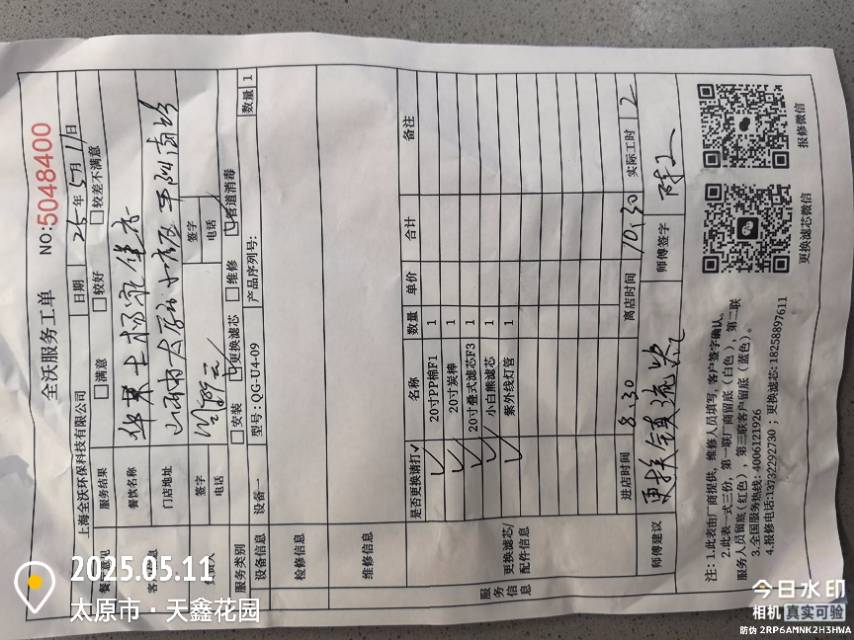 全沃服务工单
NO:5048400
上海全沃环保科技有限公司
日期
25年5月11日
服务结果
满意
较好
较差不满意
餐饮名称
门店地址
签字
签字
电话
电话
服务类别
安装
更换滤芯
维修
管道消毒
设备信息
设备一
型号:QG-U4-09
产品序列号:
数量 1
检修信息
维修信息
服务信息
更换滤芯/配件信息
是否更换请打✓
名称
数量
单价
合计
备注
✓ 20寸PP棉F1 1
✓ 20寸炭棒 1
✓ 20寸叠式滤芯F3 1
✓ 小白熊滤芯 1
✓ 紫外线灯管 1
进店时间
8.30
离店时间
10.30
实际工时
2
师傅建议
更换镇流器
师傅签字
注:1.此表由厂商提供,维修人员填写,客户签字确认。
2.此表一式三份,第一联厂商留底(白色),第二联
服务人员留底(红色),第三联客户留底(蓝色)。
3.全国服务热线:4006121926
4.报修电话:13732292730;更换滤芯:18258897611
更换滤芯微信
报修微信
2025.05.11
太原市·天鑫花园
今日水印
相机 真实可验
防伪 2RP6AMNK2H3HWA